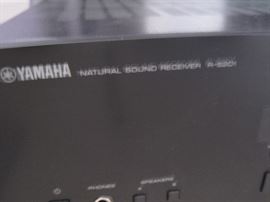 YAMAHA NATURAL SOUND RECEIVER R-S201
PHONES SPEAKERS
A B